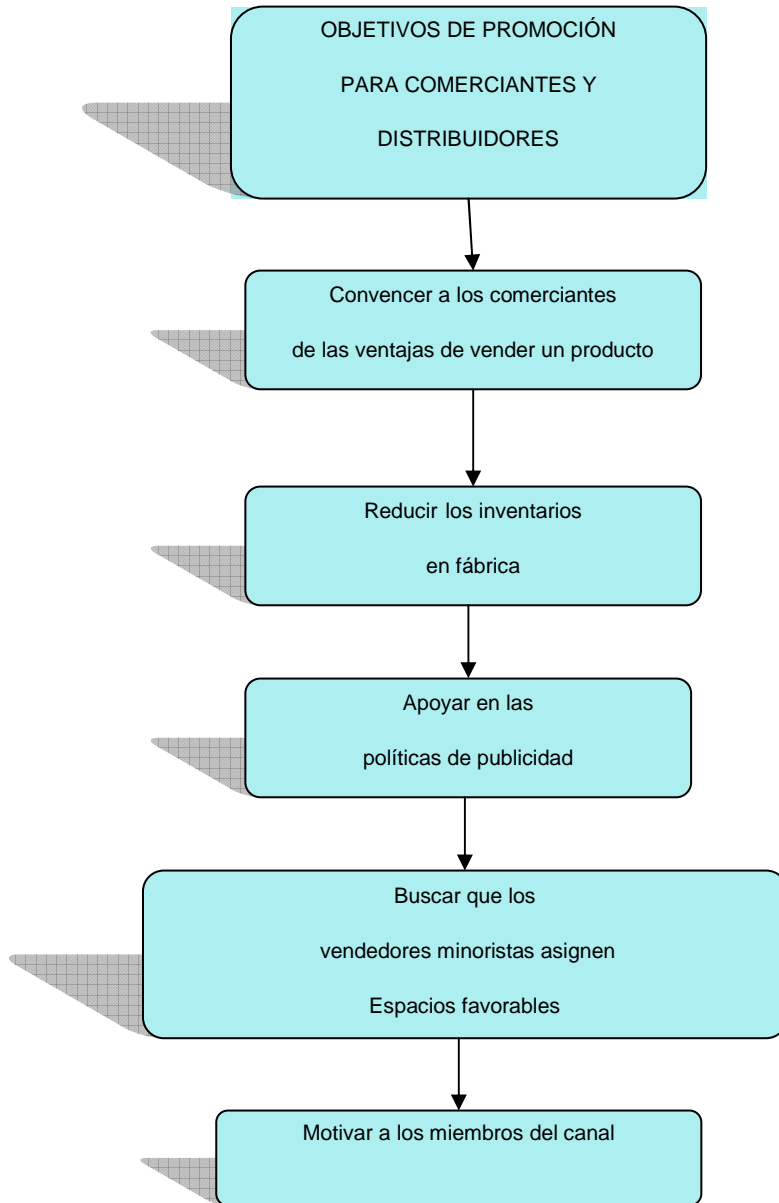 OBJETIVOS DE PROMOCIÓN
PARA COMERCIANTES Y
DISTRIBUIDORES
Convencer a los comerciantes
de las ventajas de vender un producto
Reducir los inventarios
en fábrica
Apoyar en las
políticas de publicidad
Buscar que los
vendedores minoristas asignen
Espacios favorables
Motivar a los miembros del canal